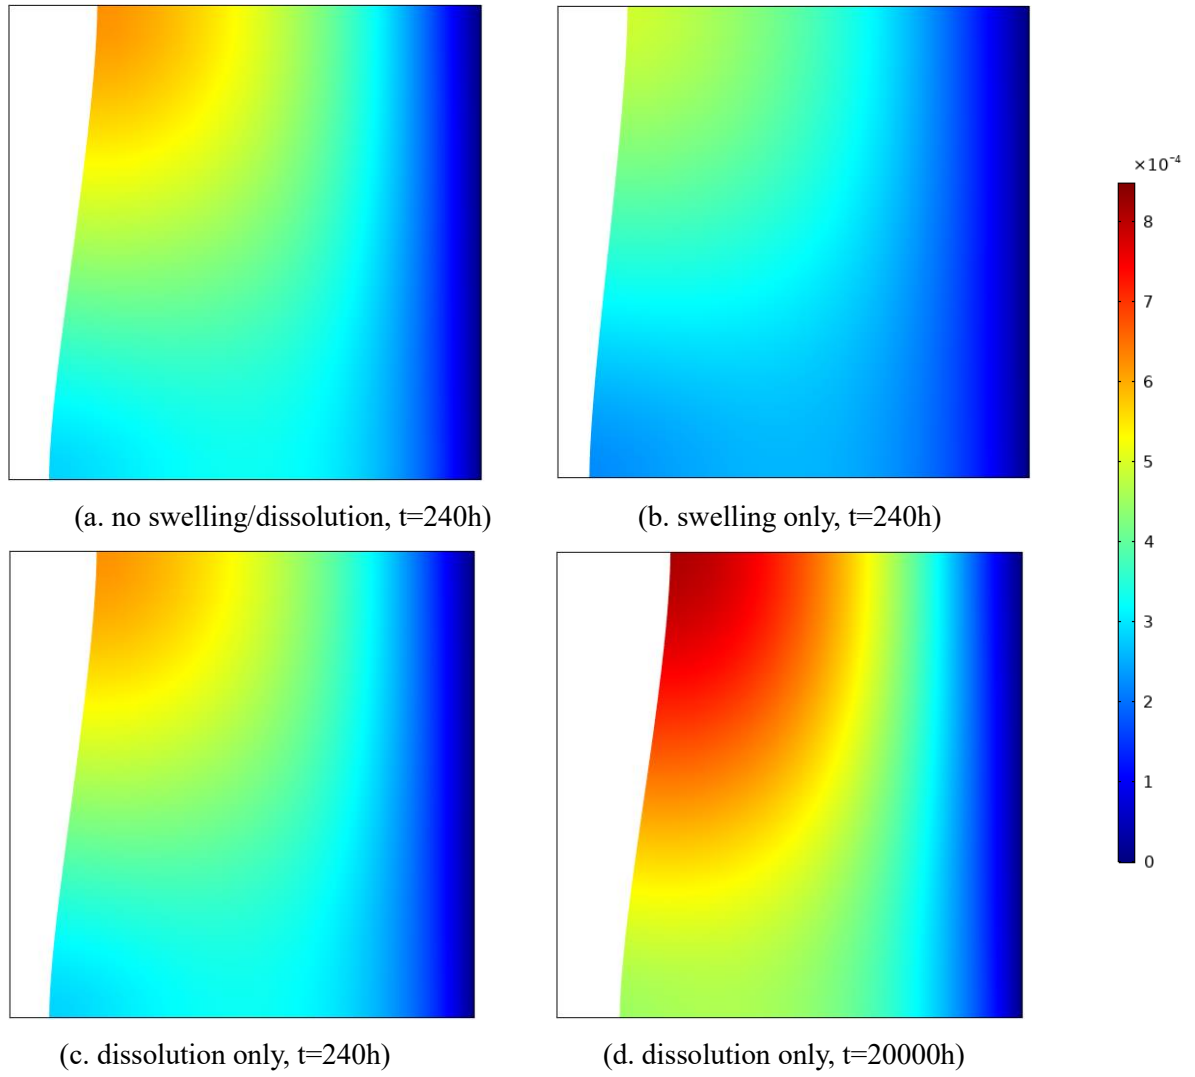 ×10⁻⁴
8
7
6
5
4
3
2
1
0
(a. no swelling/dissolution, t=240h)
(b. swelling only, t=240h)
(c. dissolution only, t=240h)
(d. dissolution only, t=20000h)